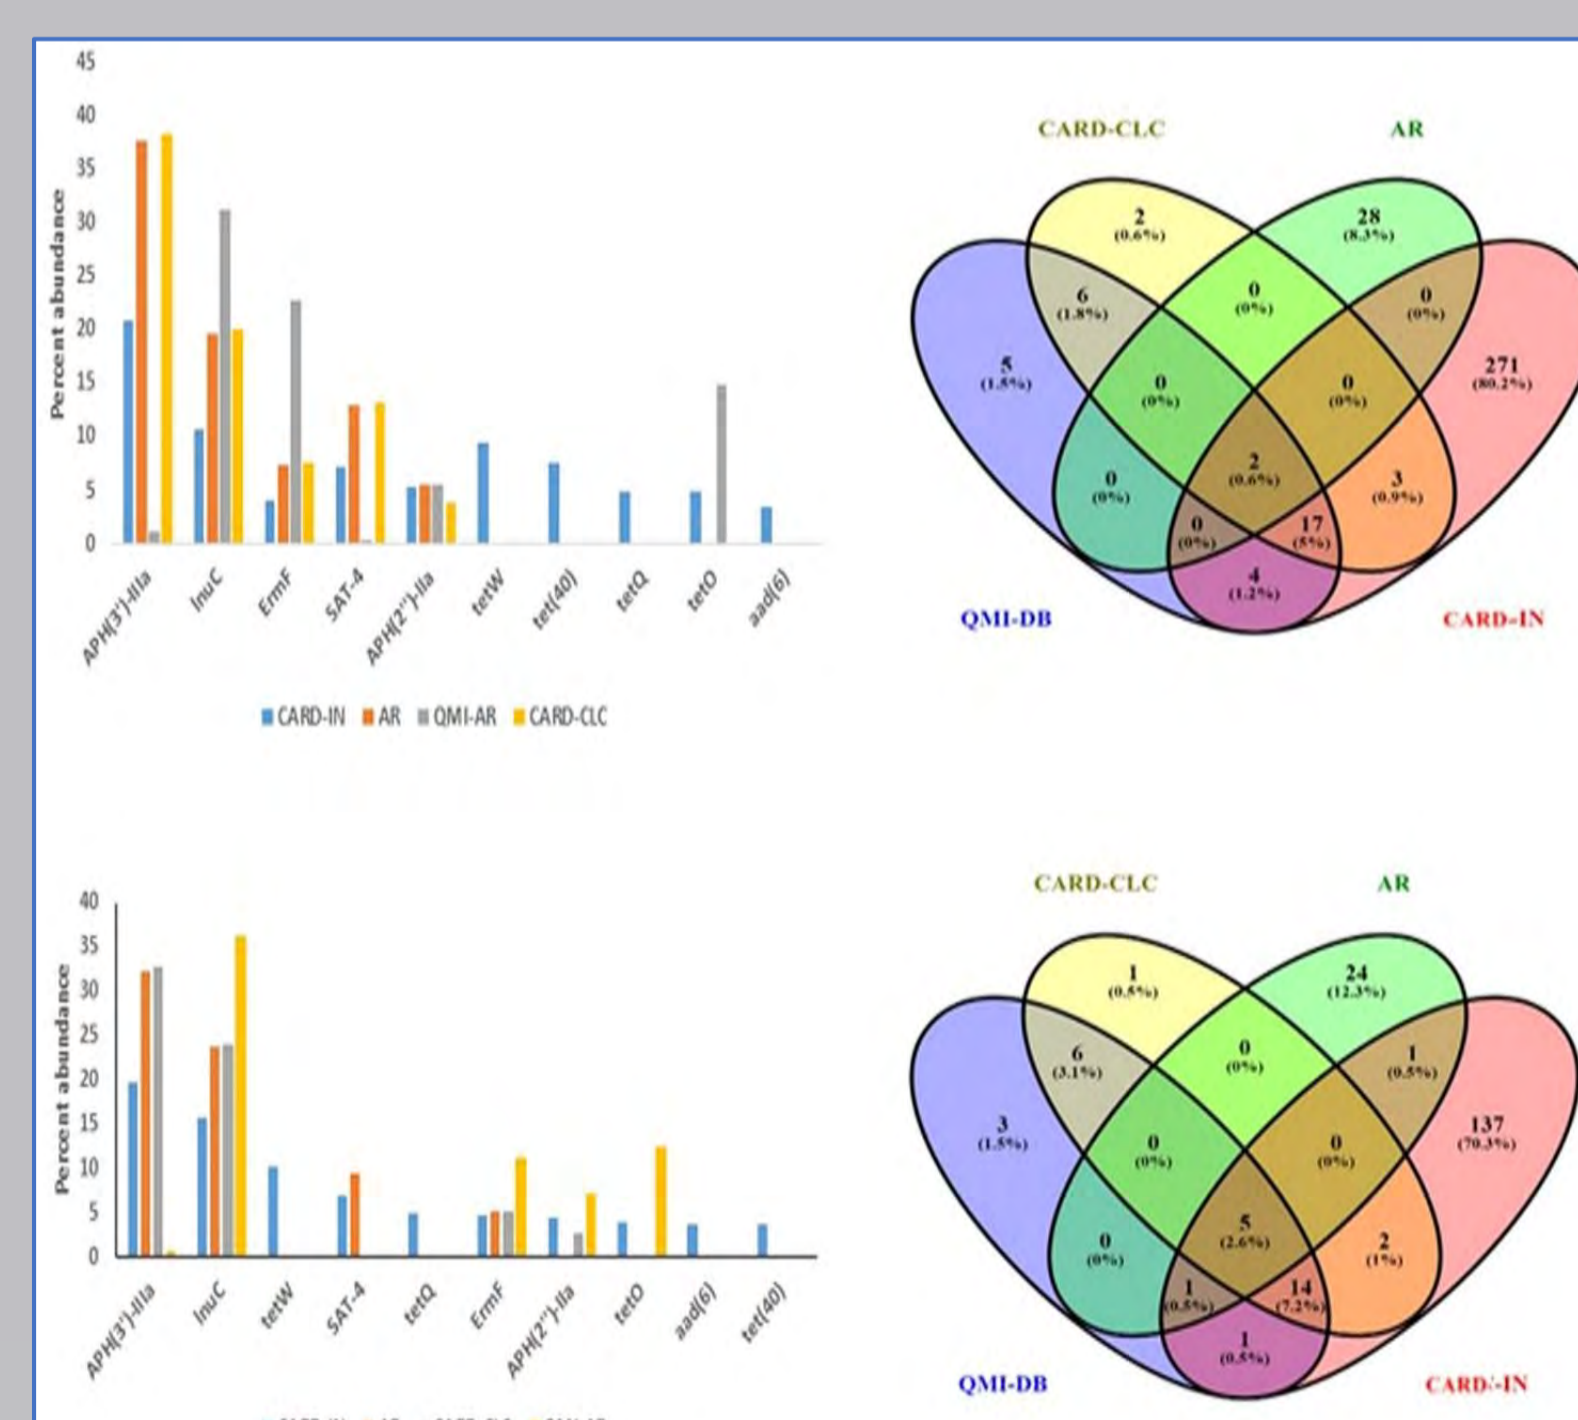 45
40
35
30
25
20
15
10
5
0
Percent abundance
APH(3')-IIIa
lnuC
ErmF
SAT-4
APH(2'')-IIa
tetW
tet(40)
tetQ
tetO
aad(6)
CARD-IN AR QMI-AR CARD-CLC
CARD-CLC AR
2
(0.6%)
28
(8.3%)
6
(1.8%)
0
(0%)
0
(0%)
5
(1.5%)
0
(0%)
0
(0%)
271
(80.2%)
0
(0%)
2
(0.6%)
3
(0.9%)
0
(0%)
17
(5%)
4
(1.2%)
QMI-DB CARD-IN
40
35
30
25
20
15
10
5
0
Percent abundance
APH(3')-IIIa
lnuC
tetW
SAT-4
tetQ
ErmF
APH(2'')-IIa
tetO
aad(6)
tet(40)
CARD-CLC AR
1
(0.5%)
24
(12.3%)
6
(3.1%)
0
(0%)
1
(0.5%)
3
(1.5%)
0
(0%)
0
(0%)
137
(70.3%)
0
(0%)
5
(2.6%)
2
(1%)
1
(0.5%)
14
(7.2%)
1
(0.5%)
QMI-DB CARD-IN